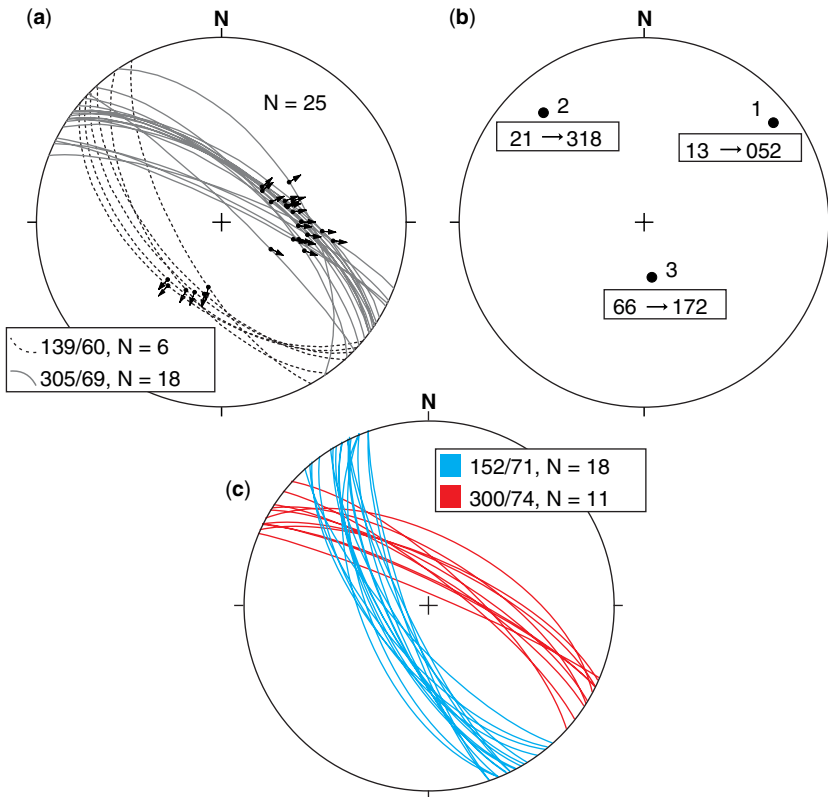 (a)
N
N = 25
139/60, N = 6
305/69, N = 18
(b)
N
2
21 → 318
1
13 → 052
3
66 → 172
(c)
N
152/71, N = 18
300/74, N = 11